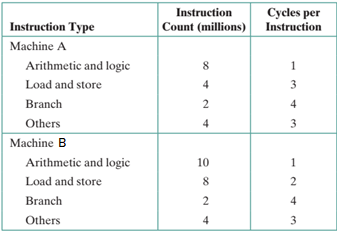 Instruction Type Instruction Count (millions) Cycles per Instruction
Machine A
Arithmetic and logic 8 1
Load and store 4 3
Branch 2 4
Others 4 3
Machine B
Arithmetic and logic 10 1
Load and store 8 2
Branch 2 4
Others 4 3